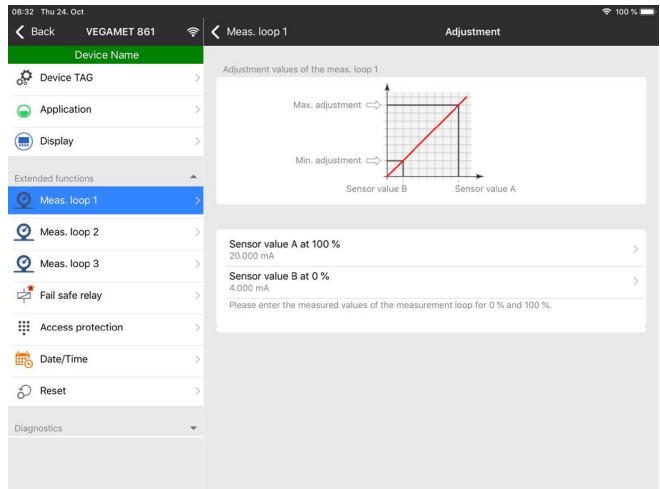 08:32 Thu 24. Oct
100 %
Back
VEGAMET 861
Meas. loop 1
Adjustment
Device Name
Device TAG
Application
Display
Extended functions
Meas. loop 1
Meas. loop 2
Meas. loop 3
Fail safe relay
Access protection
Date/Time
Reset
Diagnostics
Adjustment values of the meas. loop 1
Max. adjustment
Min. adjustment
Sensor value B
Sensor value A
Sensor value A at 100 %
20.000 mA
Sensor value B at 0 %
4.000 mA
Please enter the measured values of the measurement loop for 0 % and 100 %.